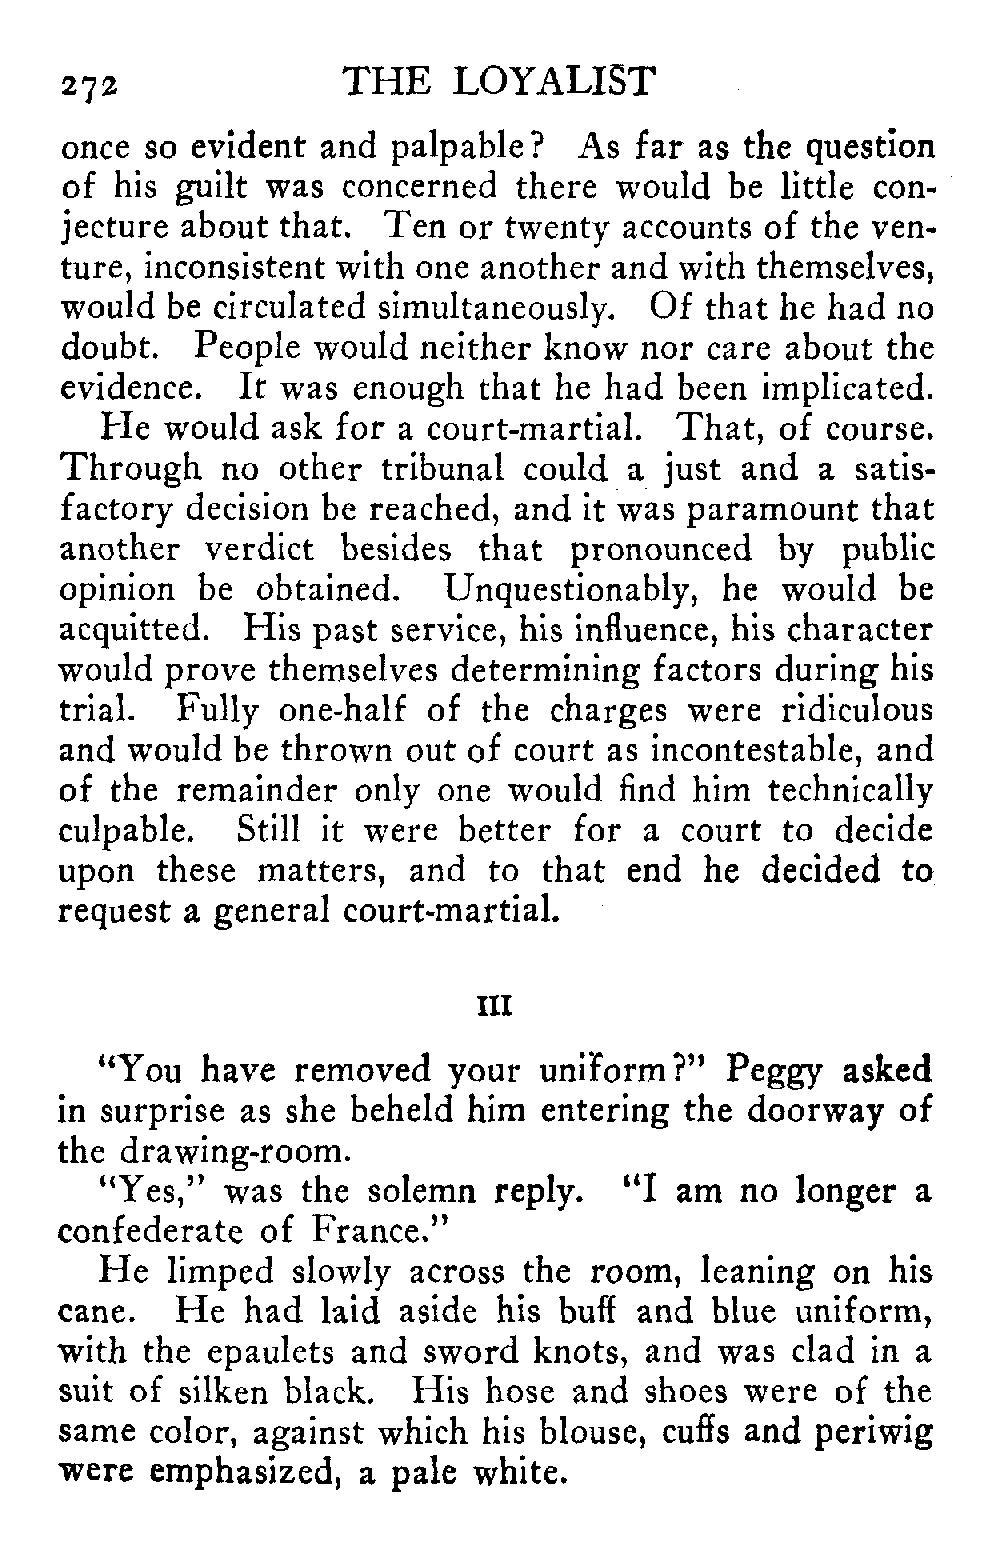 272 THE LOYALIST
once so evident and palpable? As far as the question
of his guilt was concerned there would be little con-
jecture about that. Ten or twenty accounts of the ven-
ture, inconsistent with one another and with themselves,
would be circulated simultaneously. Of that he had no
doubt. People would neither know nor care about the
evidence. It was enough that he had been implicated.
He would ask for a court-martial. That, of course.
Through no other tribunal could a just and a satis-
factory decision be reached, and it was paramount that
another verdict besides that pronounced by public
opinion be obtained. Unquestionably, he would be
acquitted. His past service, his influence, his character
would prove themselves determining factors during his
trial. Fully one-half of the charges were ridiculous
and would be thrown out of court as incontestable, and
of the remainder only one would find him technically
culpable. Still it were better for a court to decide
upon these matters, and to that end he decided to
request a general court-martial.
III
"You have removed your uniform?" Peggy asked
in surprise as she beheld him entering the doorway of
the drawing-room.
"Yes," was the solemn reply. "I am no longer a
confederate of France."
He limped slowly across the room, leaning on his
cane. He had laid aside his buff and blue uniform,
with the epaulets and sword knots, and was clad in a
suit of silken black. His hose and shoes were of the
same color, against which his blouse, cuffs and periwig
were emphasized, a pale white.